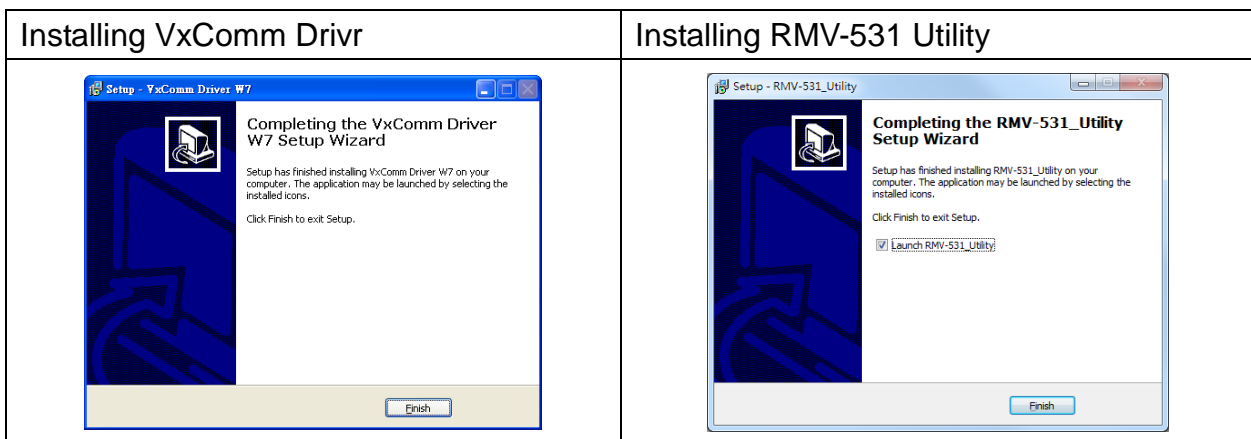 Installing VxComm Drivr
Installing RMV-531 Utility
Setup - VxComm Driver W7
Completing the VxComm Driver
W7 Setup Wizard
Setup has finished installing VxComm Driver W7 on your
computer. The application may be launched by selecting the
installed icons.
Click Finish to exit Setup.
Finish
Setup - RMV-531_Utility
Completing the RMV-531_Utility
Setup Wizard
Setup has finished installing RMV-531_Utility on your
computer. The application may be launched by selecting the
installed icons.
Click Finish to exit Setup.
Launch RMV-531_Utility
Finish